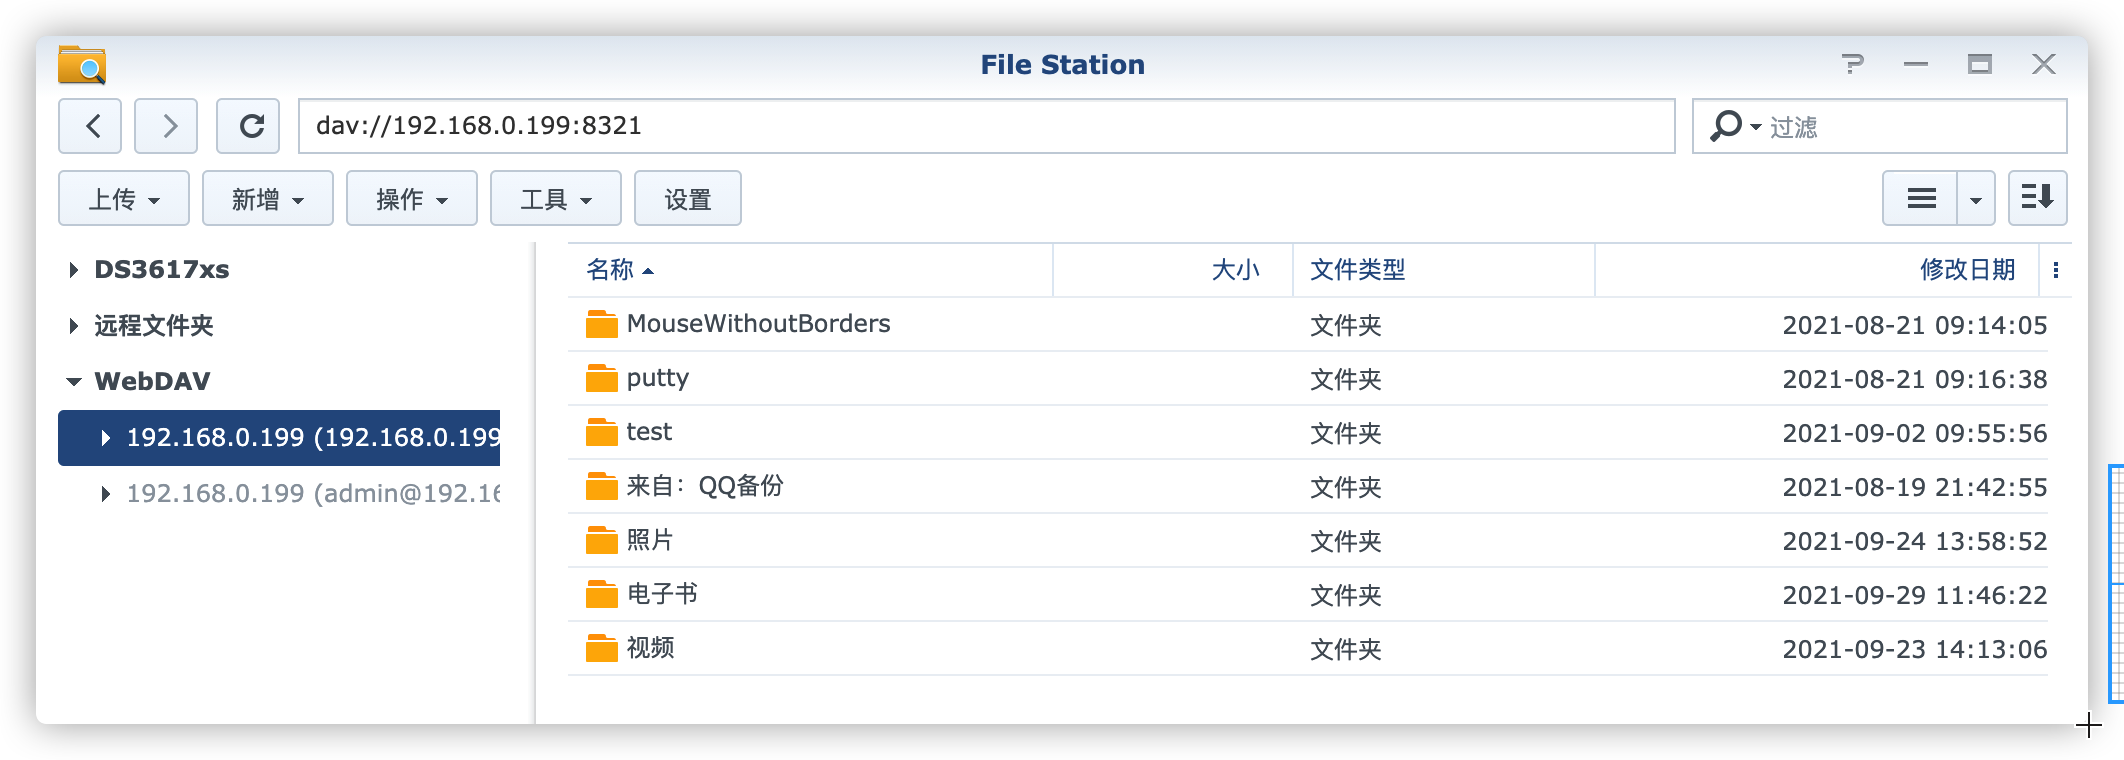 File Station
dav://192.168.0.199:8321
过滤
上传 新增 操作 工具 设置
DS3617xs
远程文件夹
WebDAV
192.168.0.199 (192.168.0.199
192.168.0.199 (admin@192.16
名称 大小 文件类型 修改日期
MouseWithoutBorders 文件夹 2021-08-21 09:14:05
putty 文件夹 2021-08-21 09:16:38
test 文件夹 2021-09-02 09:55:56
来自：QQ备份 文件夹 2021-08-19 21:42:55
照片 文件夹 2021-09-24 13:58:52
电子书 文件夹 2021-09-29 11:46:22
视频 文件夹 2021-09-23 14:13:06